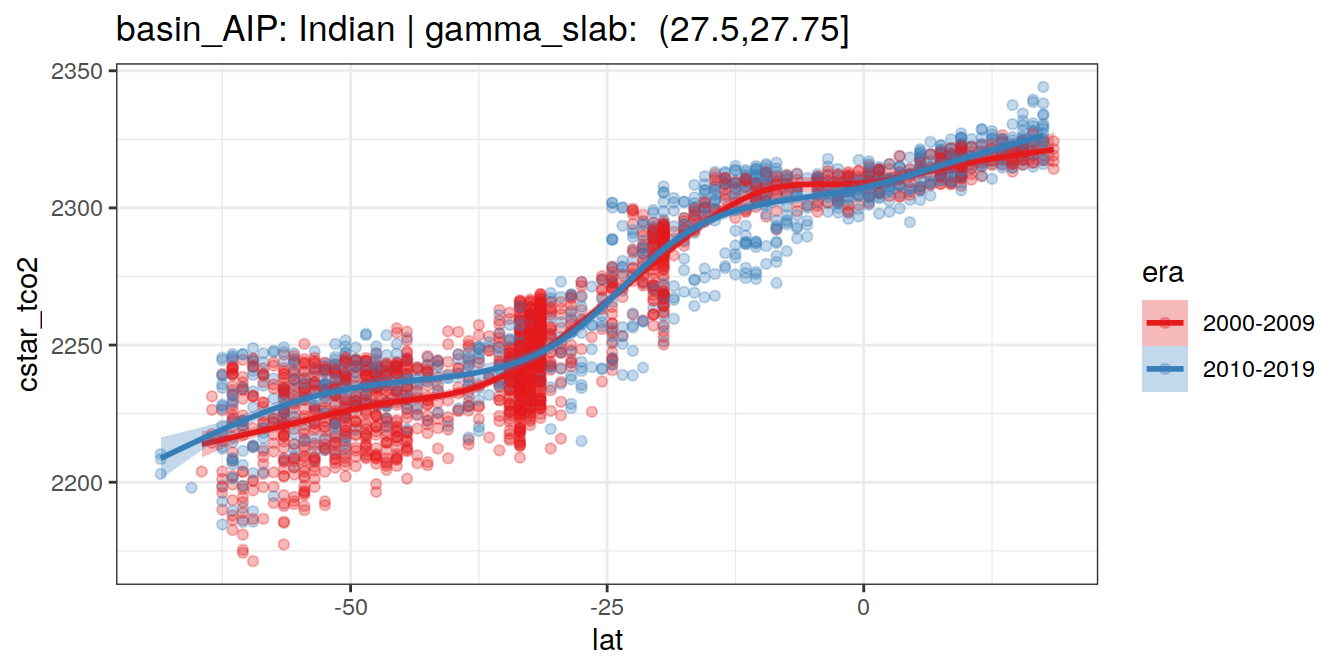 basin_AIP: Indian | gamma_slab:  (27.5,27.75]
2350
2300
2250
2200
cstar_tco2
-50
-25
0
lat
era
2000-2009
2010-2019